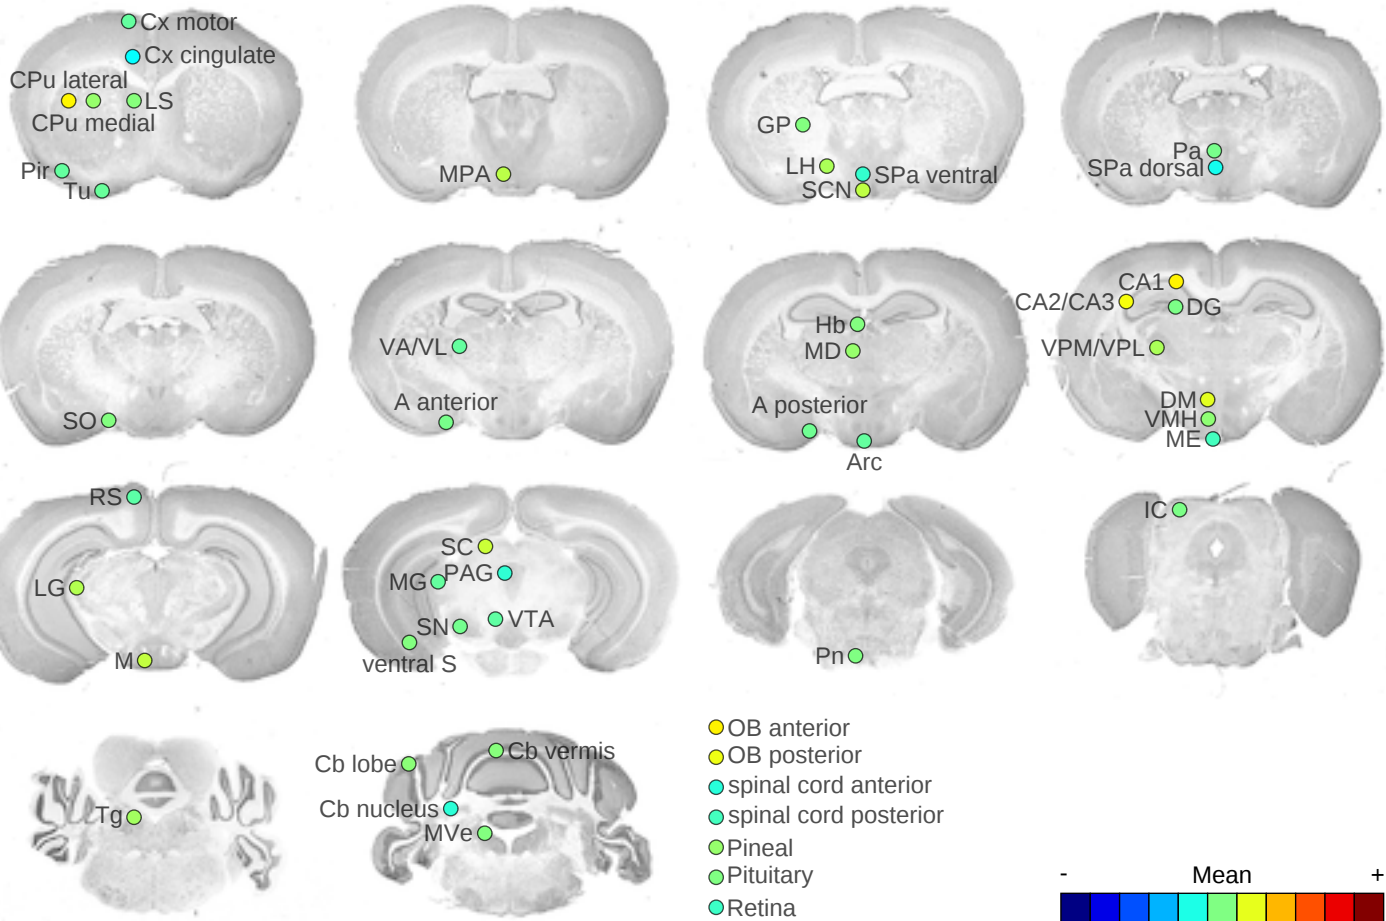 Cx motor
Cx cingulate
CPu lateral
LS
CPu medial
Pir
Tu
MPA
GP
LH
SPa ventral
SCN
Pa
SPa dorsal
SO
VA/VL
A anterior
Hb
MD
A posterior
Arc
CA1
CA2/CA3
DG
VPM/VPL
DM
VMH
ME
RS
LG
M
SC
PAG
MG
SN
VTA
ventral S
Pn
IC
Tg
Cb lobe
Cb vermis
Cb nucleus
MVe
OB anterior
OB posterior
spinal cord anterior
spinal cord posterior
Pineal
Pituitary
Retina
- Mean +